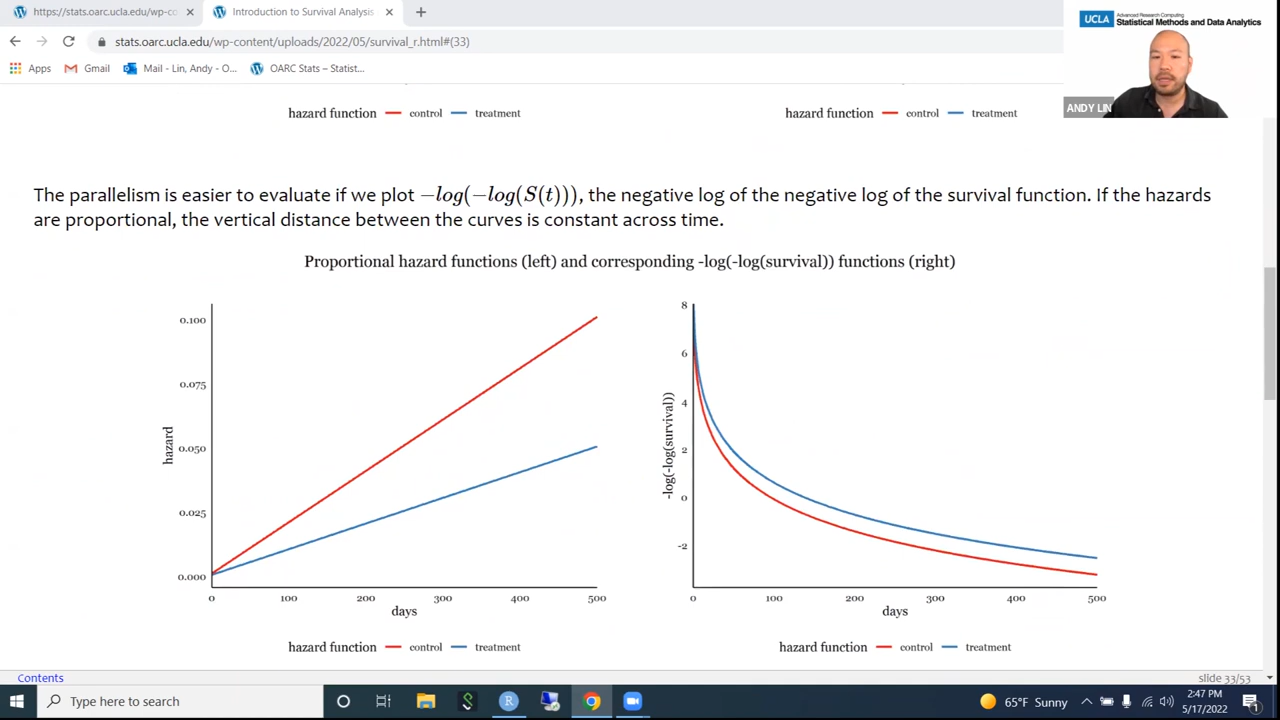 https://stats.oarc.ucla.edu/wp-co
Introduction to Survival Analysis
stats.oarc.ucla.edu/wp-content/uploads/2022/05/survival_r.html#(33)
Apps
Gmail
Mail - Lin, Andy - O...
OARC Stats – Statist...
UCLA
Advanced Research Computing
Statistical Methods and Data Analytics
ANDY LIN
hazard function control treatment
hazard function control treatment
The parallelism is easier to evaluate if we plot −log(−log(S(t))), the negative log of the negative log of the survival function. If the hazards
are proportional, the vertical distance between the curves is constant across time.
Proportional hazard functions (left) and corresponding -log(-log(survival)) functions (right)
hazard
0.100
0.075
0.050
0.025
0.000
0 100 200 300 400 500
days
hazard function control treatment
-log(-log(survival))
8
6
4
2
0
-2
0 100 200 300 400 500
days
hazard function control treatment
Contents
slide 33/53
Type here to search
65°F Sunny
2:47 PM
5/17/2022
1